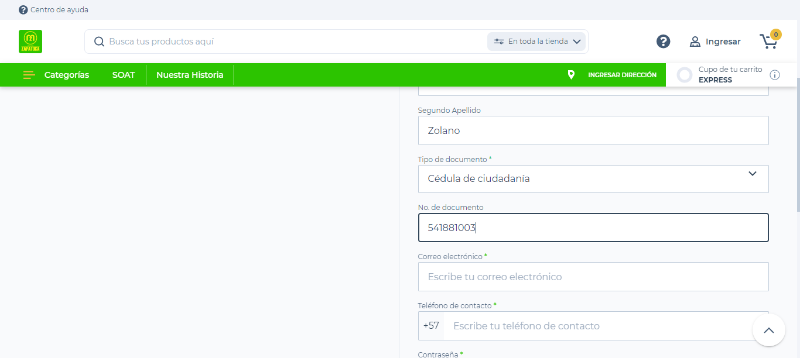 Centro de ayuda
Busca tus productos aquí
En toda la tienda
Ingresar
0
Categorías
SOAT
Nuestra Historia
INGRESAR DIRECCIÓN
Cupo de tu carrito
EXPRESS
Segundo Apellido
Zolano
Tipo de documento *
Cédula de ciudadanía
No. de documento
541881003
Correo electrónico *
Escribe tu correo electrónico
Teléfono de contacto *
+57
Escribe tu teléfono de contacto
Contraseña *